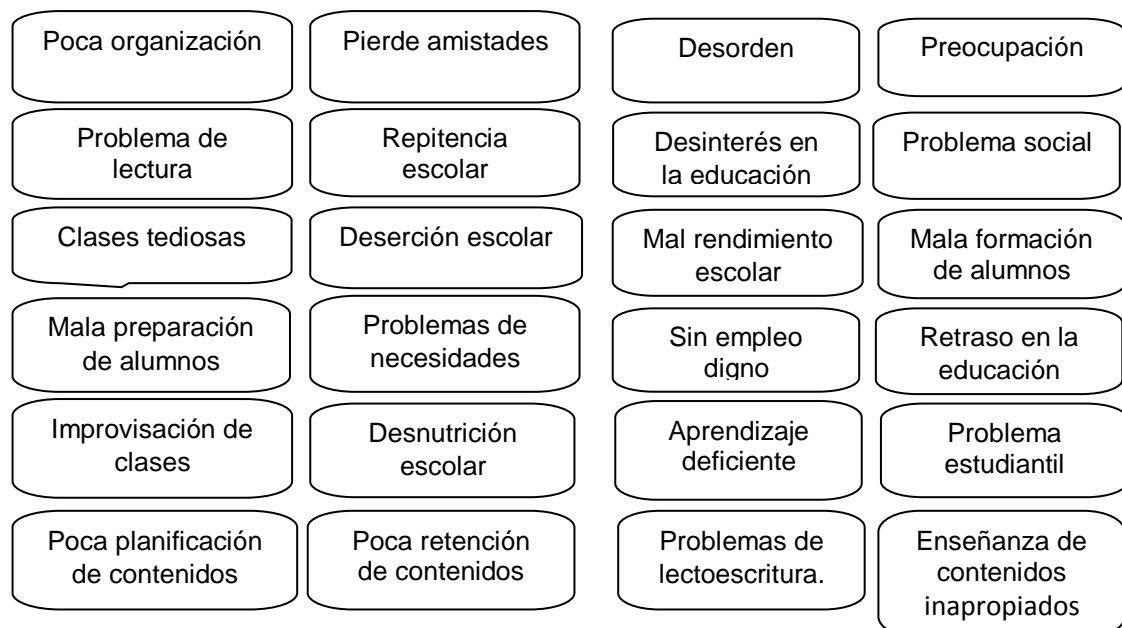 Poca organización
Pierde amistades
Desorden
Preocupación
Problema de
lectura
Repitencia
escolar
Desinterés en
la educación
Problema social
Clases tediosas
Deserción escolar
Mal rendimiento
escolar
Mala formación
de alumnos
Mala preparación
de alumnos
Problemas de
necesidades
Sin empleo
digno
Retraso en la
educación
Improvisación de
clases
Desnutrición
escolar
Aprendizaje
deficiente
Problema
estudiantil
Poca planificación
de contenidos
Poca retención
de contenidos
Problemas de
lectoescritura.
Enseñanza de
contenidos
inapropiados